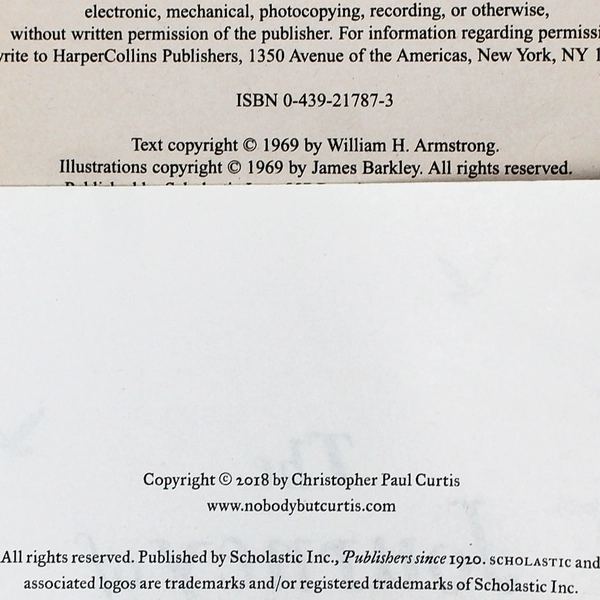 electronic, mechanical, photocopying, recording, or otherwise,
without written permission of the publisher. For information regarding
write to HarperCollins Publishers, 1350 Avenue of the Americas, New York, NY
ISBN 0-439-21787-3
Text copyright © 1969 by William H. Armstrong.
Illustrations copyright © 1969 by James Barkley. All rights reserved.
Copyright © 2018 by Christopher Paul Curtis
www.nobodybutcurtis.com
All rights reserved. Published by Scholastic Inc., Publishers since 1920. SCHOLASTIC and
associated logos are trademarks and/or registered trademarks of Scholastic Inc.